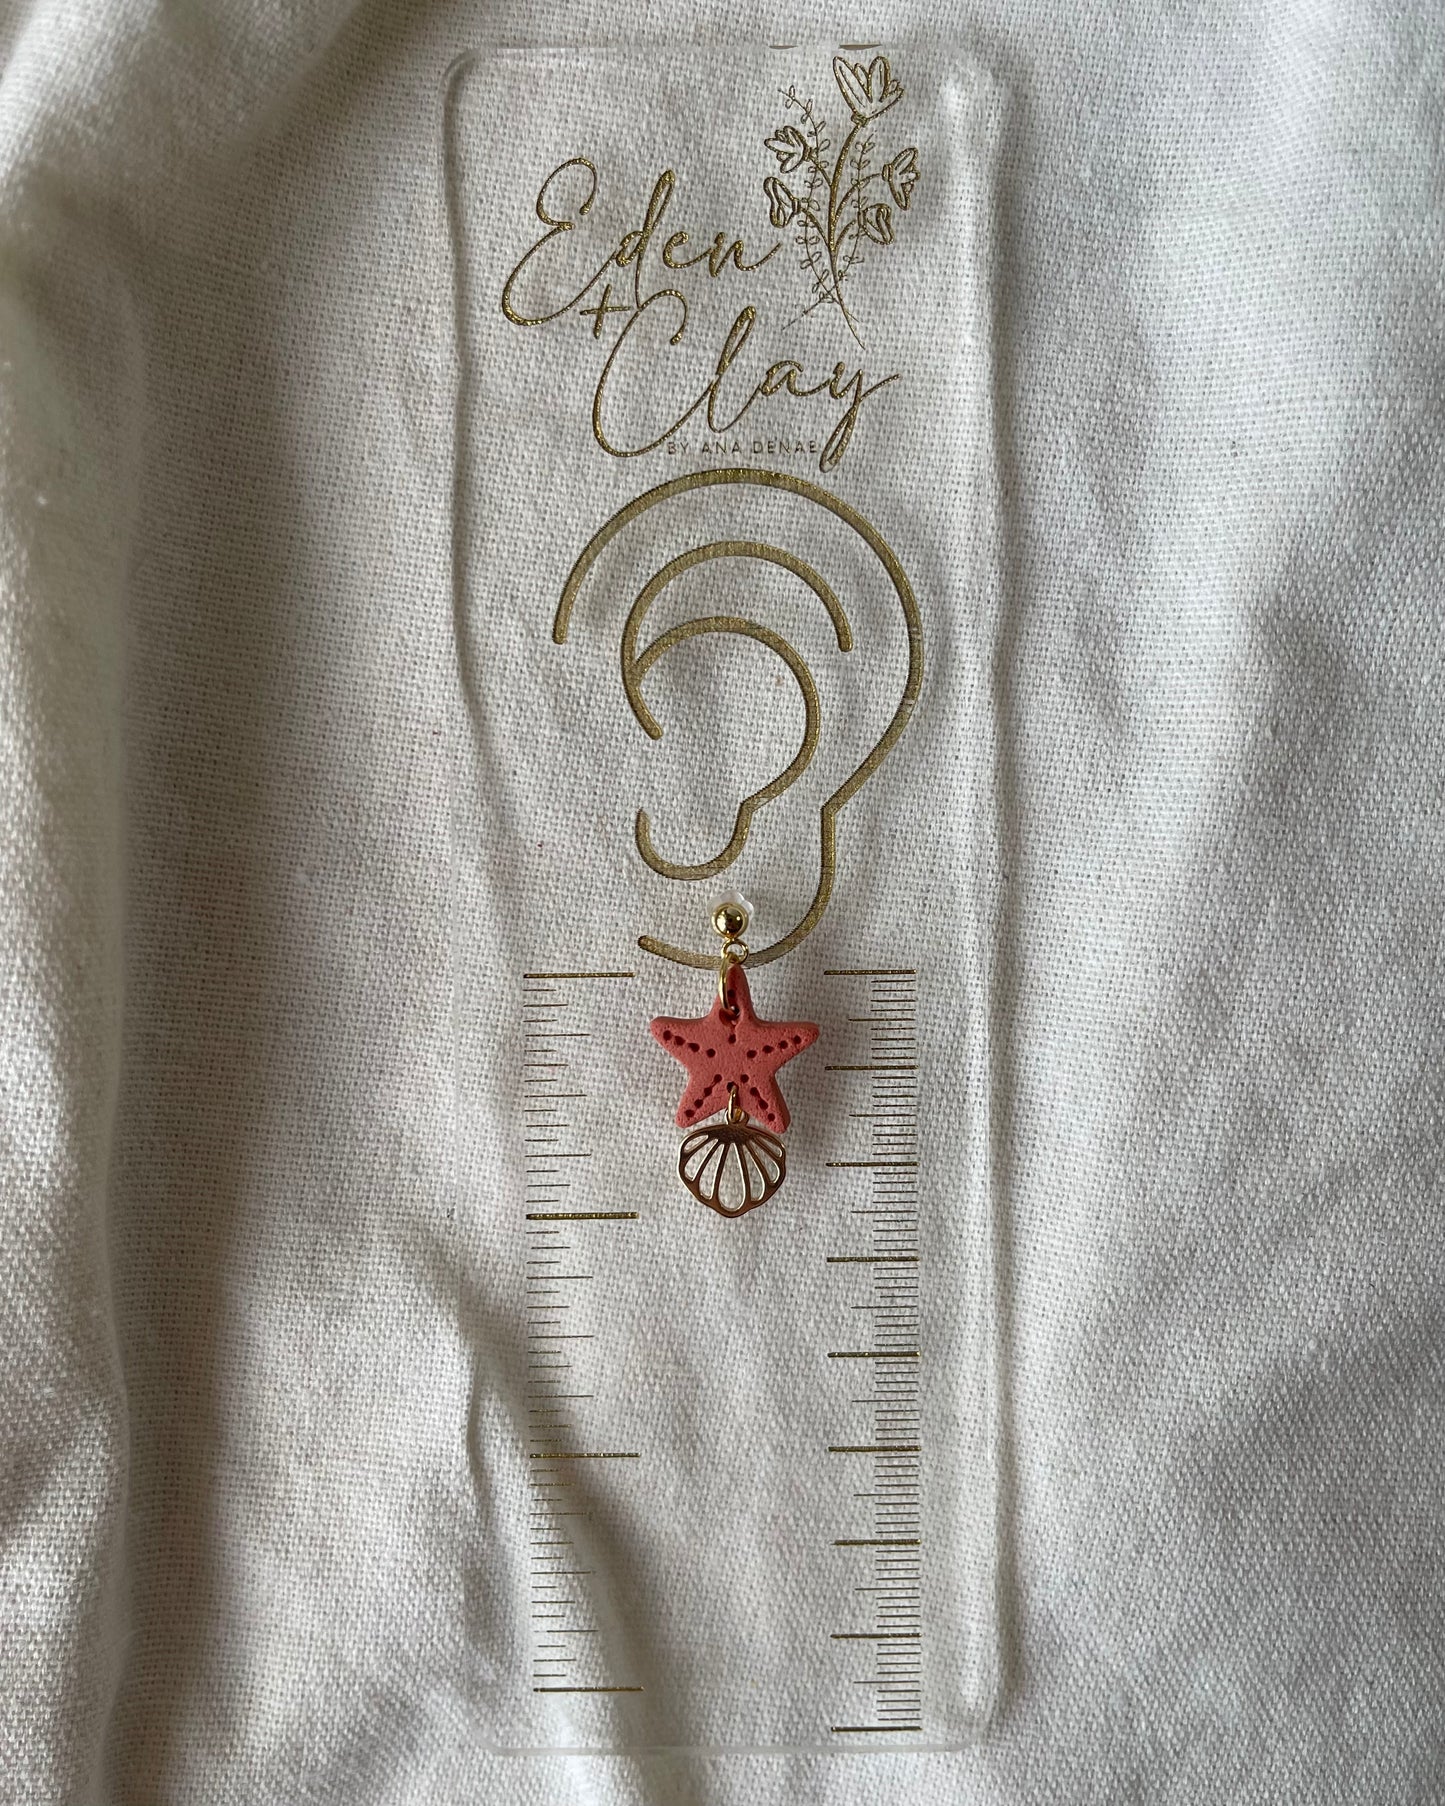 Eden
+ Clay
BY ANA DENAE